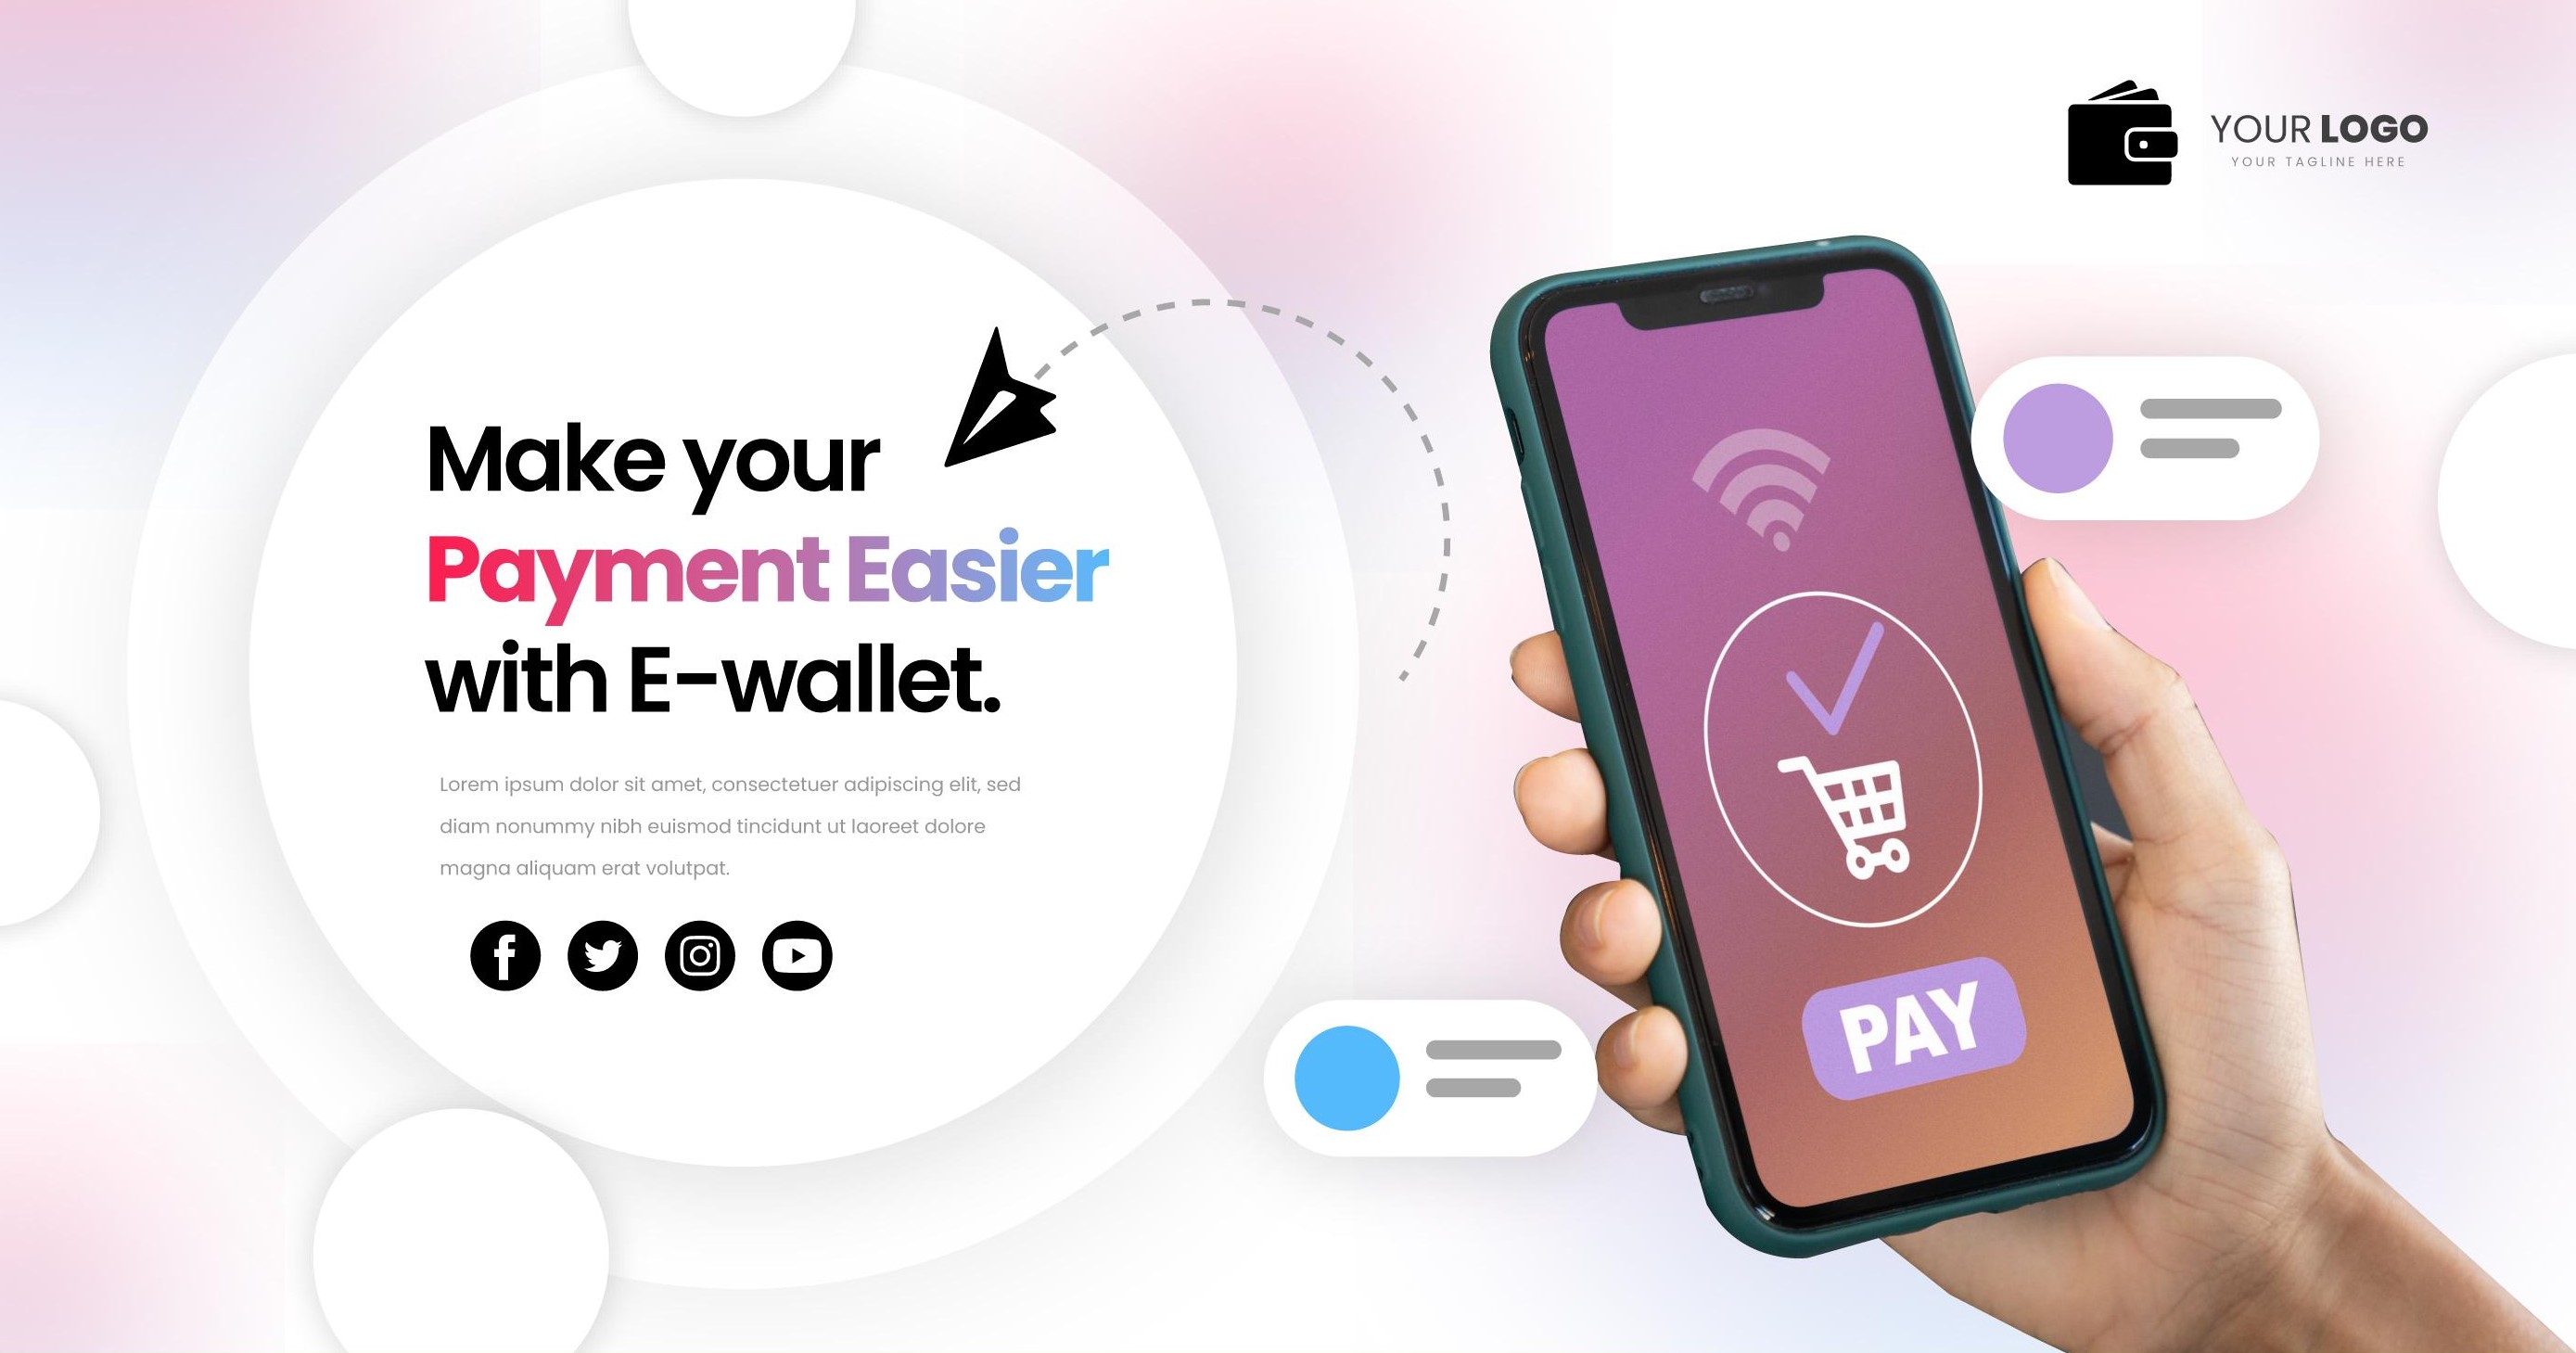 YOUR LOGO
YOUR TAGLINE HERE
Make your
Payment Easier
with E-wallet.
Lorem ipsum dolor sit amet, consectetuer adipiscing elit, sed
diam nonummy nibh euismod tincidunt ut laoreet dolore
magna aliquam erat volutpat.
PAY